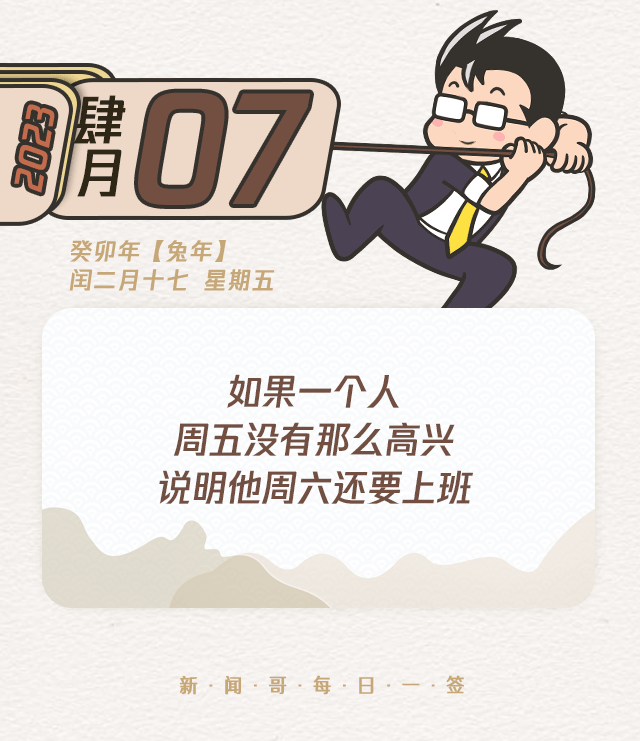 2023
肆月
07
癸卯年【兔年】
闰二月十七 星期五
如果一个人
周五没有那么高兴
说明他周六还要上班
新·闻·哥·每·日·一·签